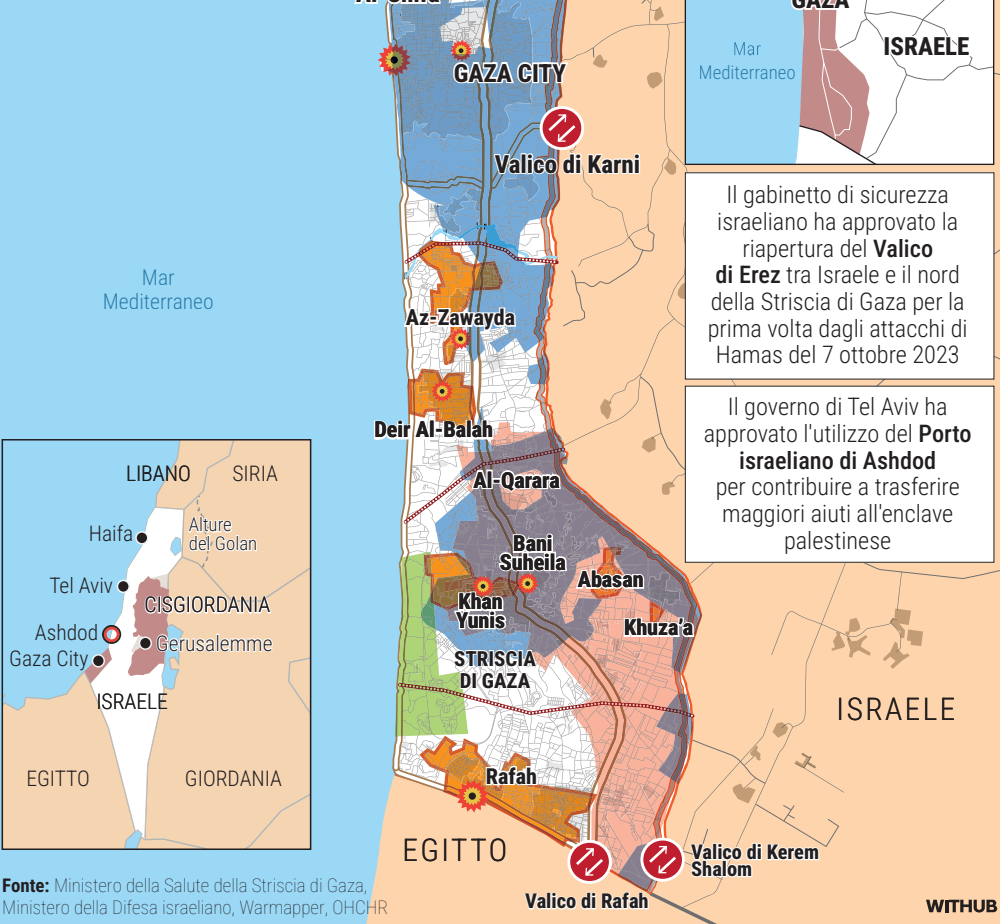 GAZA
ISRAELE
Mar
Mediterraneo
GAZA CITY
Valico di Karni
Il gabinetto di sicurezza
israeliano ha approvato la
riapertura del Valico
di Erez tra Israele e il nord
della Striscia di Gaza per la
prima volta dagli attacchi di
Hamas del 7 ottobre 2023
Mar
Mediterraneo
Az-Zawayda
Deir Al-Balah
Il governo di Tel Aviv ha
approvato l'utilizzo del Porto
israeliano di Ashdod
per contribuire a trasferire
maggiori aiuti all'enclave
palestinese
Al-Qarara
Bani
Suheila
Abasan
Khan
Yunis
Khuza'a
STRISCIA
DI GAZA
ISRAELE
Rafah
EGITTO
Valico di Kerem
Shalom
Valico di Rafah
LIBANO
SIRIA
Haifa
Alture
del Golan
Tel Aviv
CISGIORDANIA
Ashdod
Gerusalemme
Gaza City
ISRAELE
EGITTO
GIORDANIA
Fonte: Ministero della Salute della Striscia di Gaza,
Ministero della Difesa israeliano, Warmapper, OHCHR
WITHUB